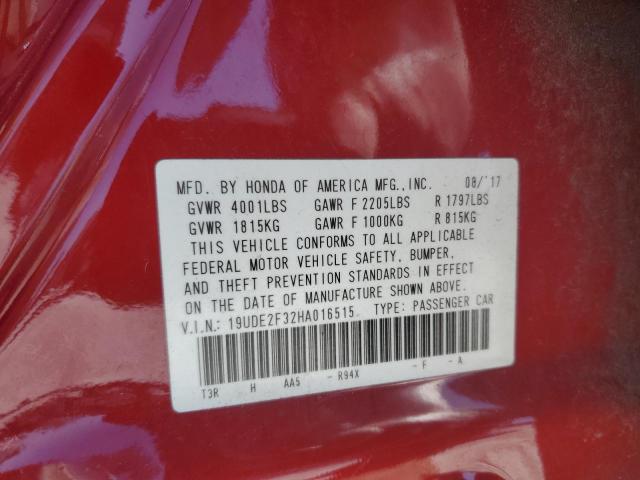 MFD. BY HONDA OF AMERICA MFG.,INC. 08/'17
GVWR 4001LBS GAWR F 2205LBS R 1797LBS
GVWR 1815KG GAWR F 1000KG R 815KG
THIS VEHICLE CONFORMS TO ALL APPLICABLE
FEDERAL MOTOR VEHICLE SAFETY, BUMPER,
AND THEFT PREVENTION STANDARDS IN EFFECT
ON THE DATE OF MANUFACTURE SHOWN ABOVE.
V.I.N.: 19UDE2F32HA016515. TYPE: PASSENGER CAR
T3R H AA5 - R94X - F - A